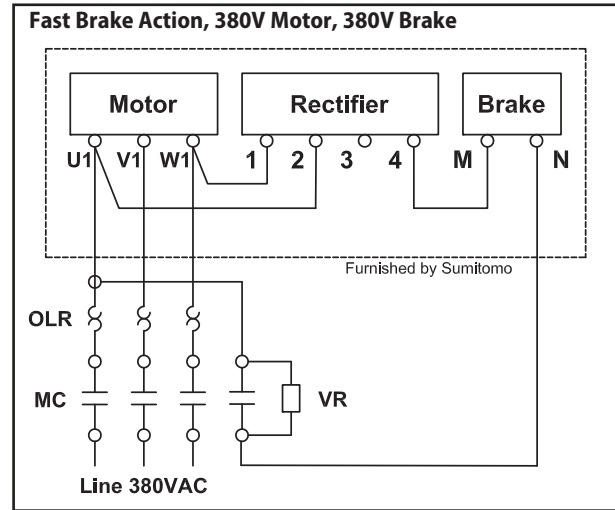 Fast Brake Action, 380V Motor, 380V Brake
Motor Rectifier Brake
U1 V1 W1 1 2 3 4 M N
Furnished by Sumitomo
OLR
MC VR
Line 380VAC